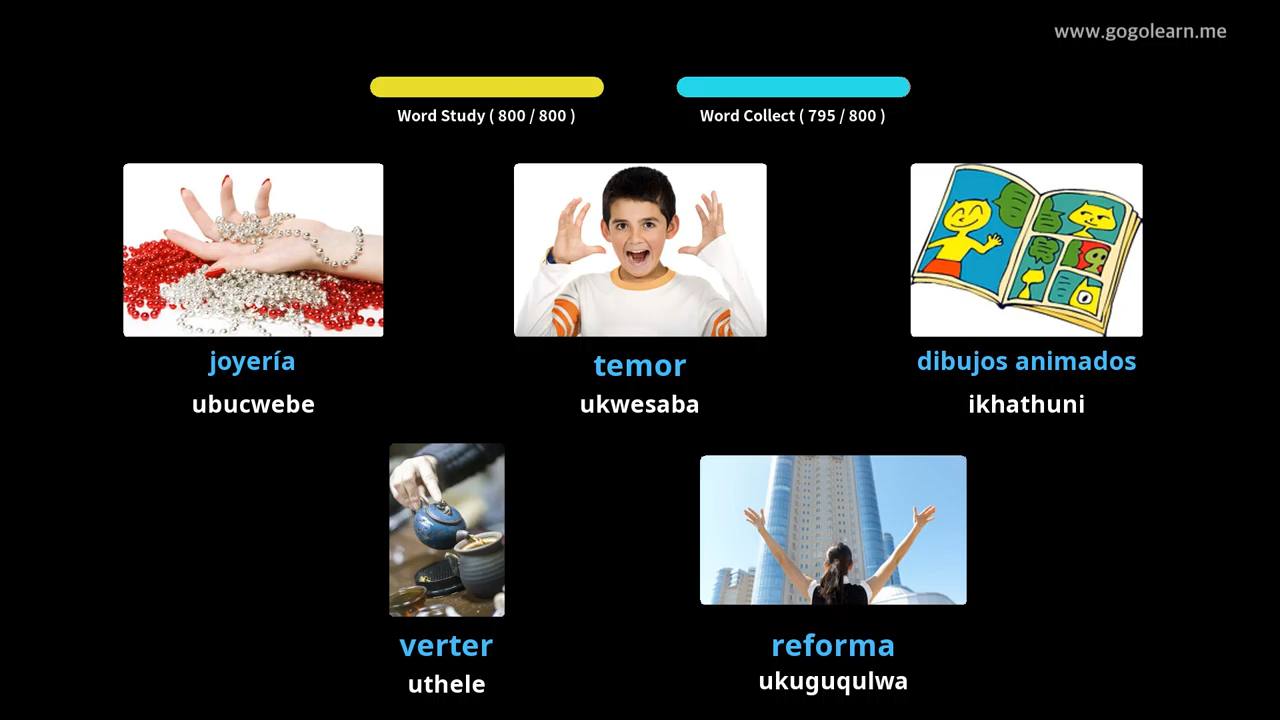 www.gogolearn.me
Word Study ( 800 / 800 )
Word Collect ( 795 / 800 )
joyería
temor
dibujos animados
ubucwebe
ukwesaba
ikhathuni
verter
reforma
uthele
ukuguqulwa